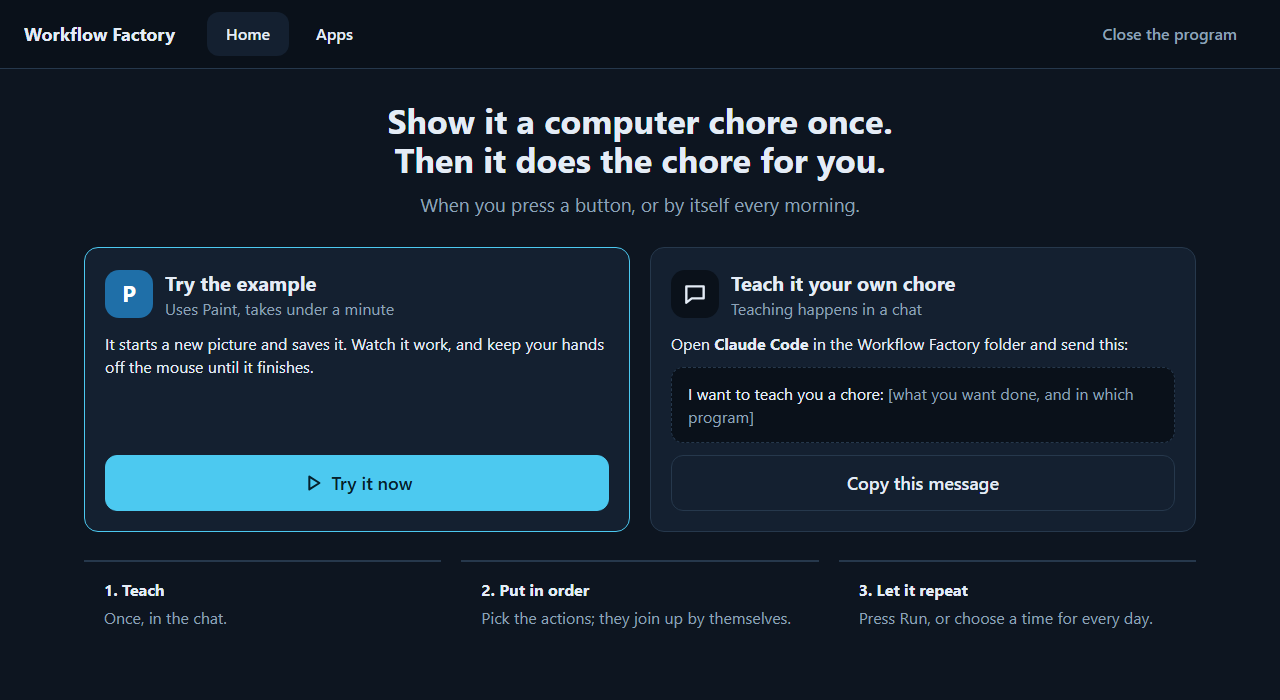 Workflow Factory
Home
Apps
Close the program
Show it a computer chore once.
Then it does the chore for you.
When you press a button, or by itself every morning.
P
Try the example
Uses Paint, takes under a minute
It starts a new picture and saves it. Watch it work, and keep your hands
off the mouse until it finishes.
Try it now
Teach it your own chore
Teaching happens in a chat
Open Claude Code in the Workflow Factory folder and send this:
I want to teach you a chore: [what you want done, and in which
program]
Copy this message
1. Teach
Once, in the chat.
2. Put in order
Pick the actions; they join up by themselves.
3. Let it repeat
Press Run, or choose a time for every day.